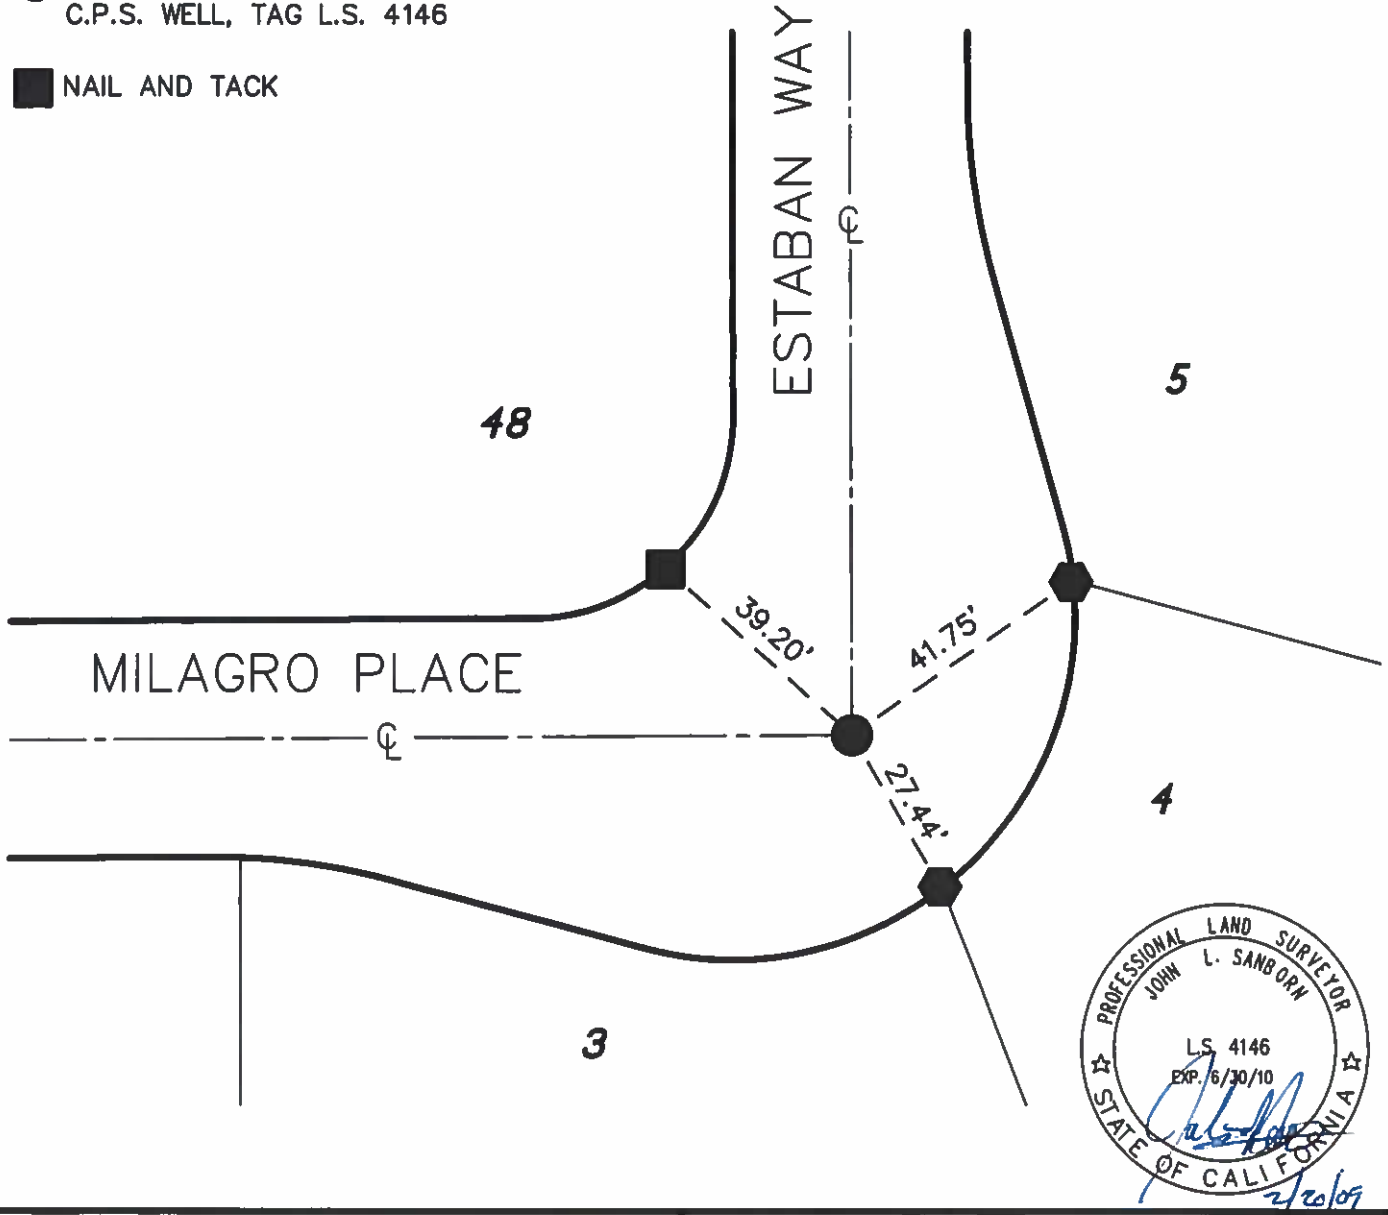 C.P.S. WELL, TAG L.S. 4146
NAIL AND TACK
ESTABAN WAY
℄
48
5
39.20'
41.75'
MILAGRO PLACE
℄
27.44'
4
3
PROFESSIONAL LAND SURVEYOR
JOHN L. SANBORN
L.S. 4146
EXP. 6/30/10
STATE OF CALIFORNIA
2/20/09